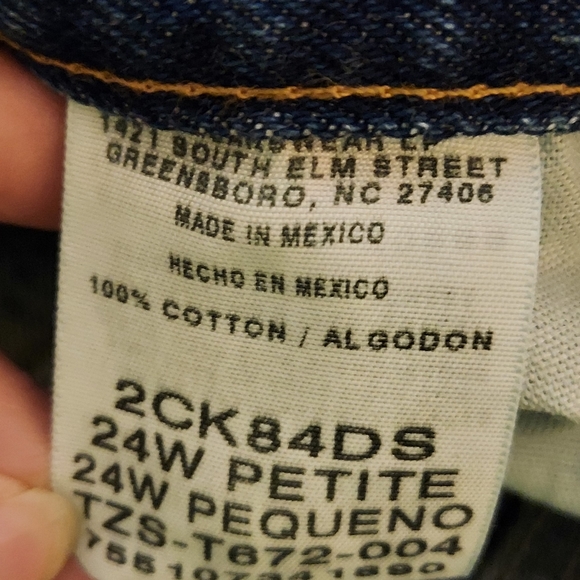 1421 SOUTH ELM STREET
GREENSBORO, NC 27406
MADE IN MEXICO
HECHO EN MEXICO
100% COTTON / ALGODON
2CK84DS
24W PETITE
24W PEQUENO
TZS-T672-004